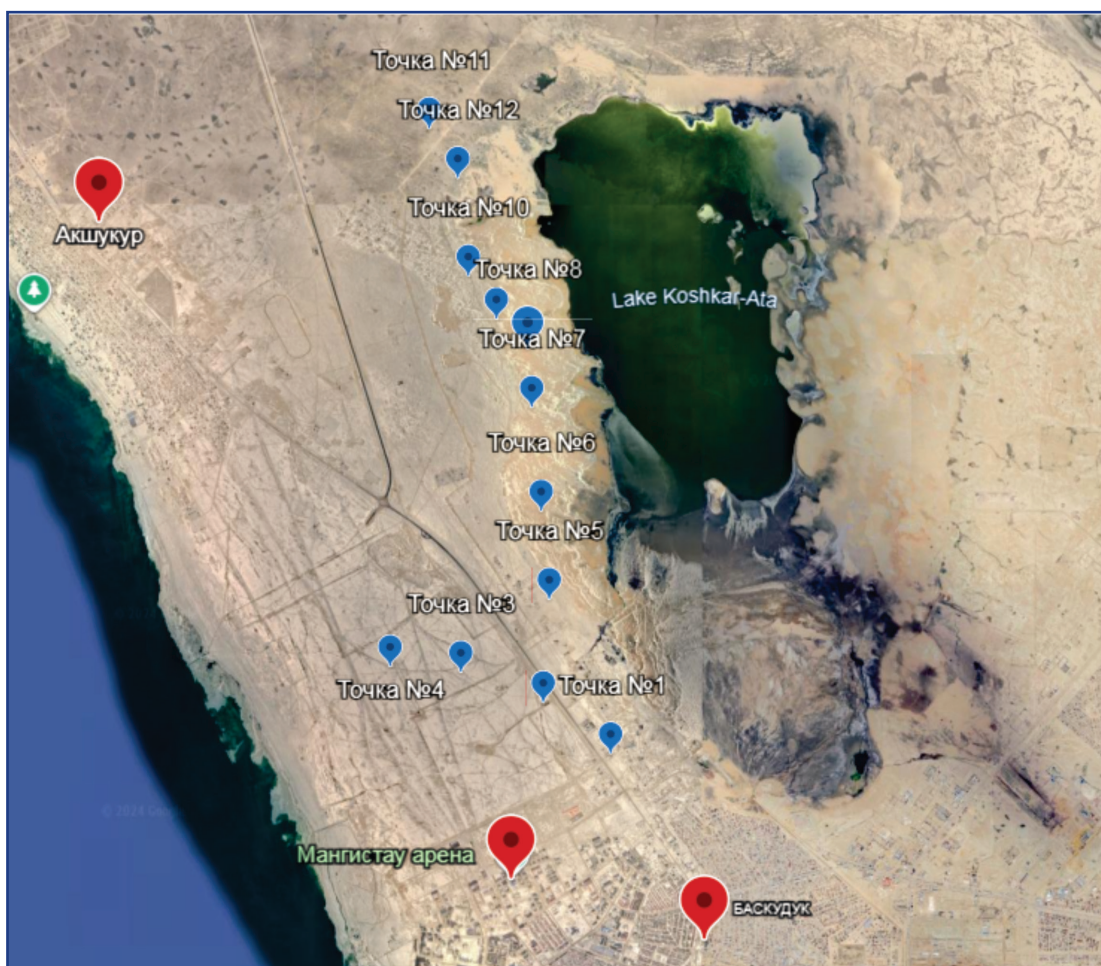 Точка №11
Точка №12
Точка №10
Акшукур
Точка №8
Lake Koshkar-Ata
Точка №7
Точка №6
Точка №5
Точка №3
Точка №4
Точка №1
Мангистау арена
БАСКУДУК